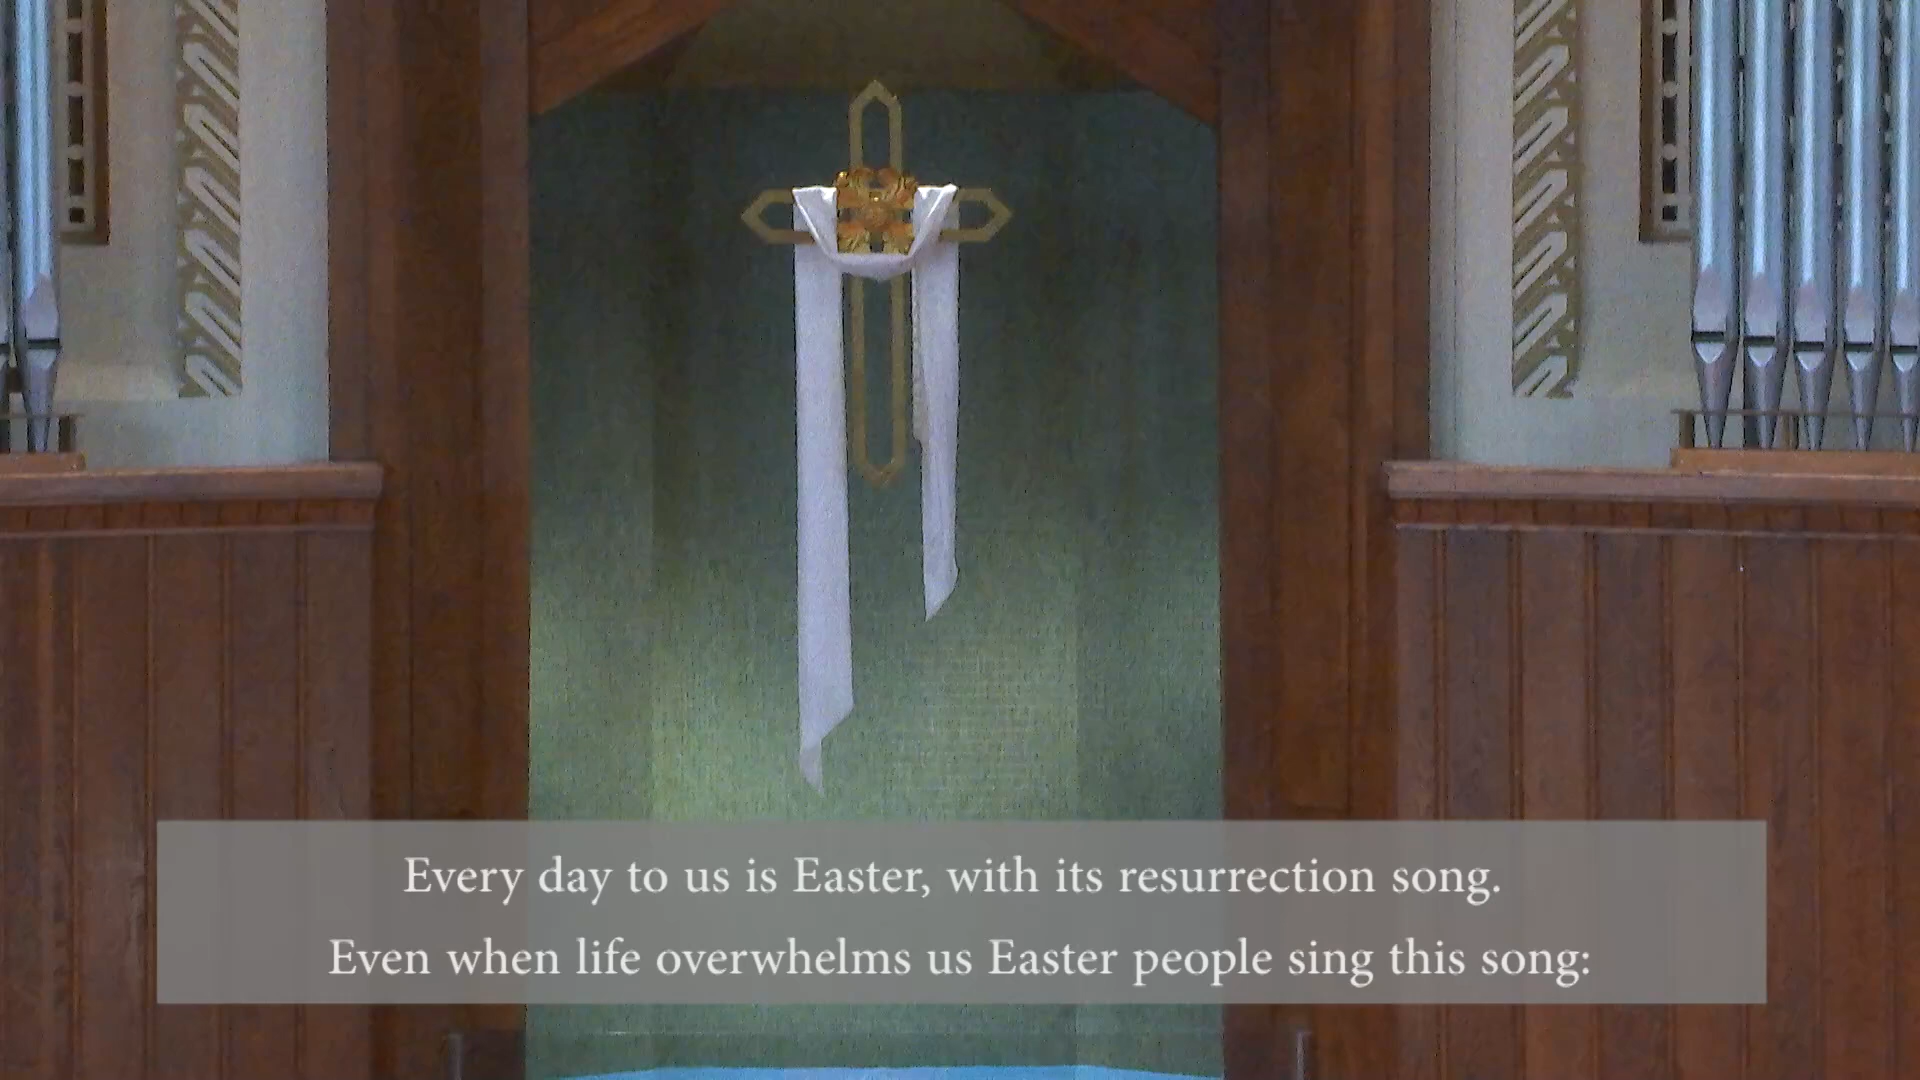 Every day to us is Easter, with its resurrection song.
Even when life overwhelms us Easter people sing this song: